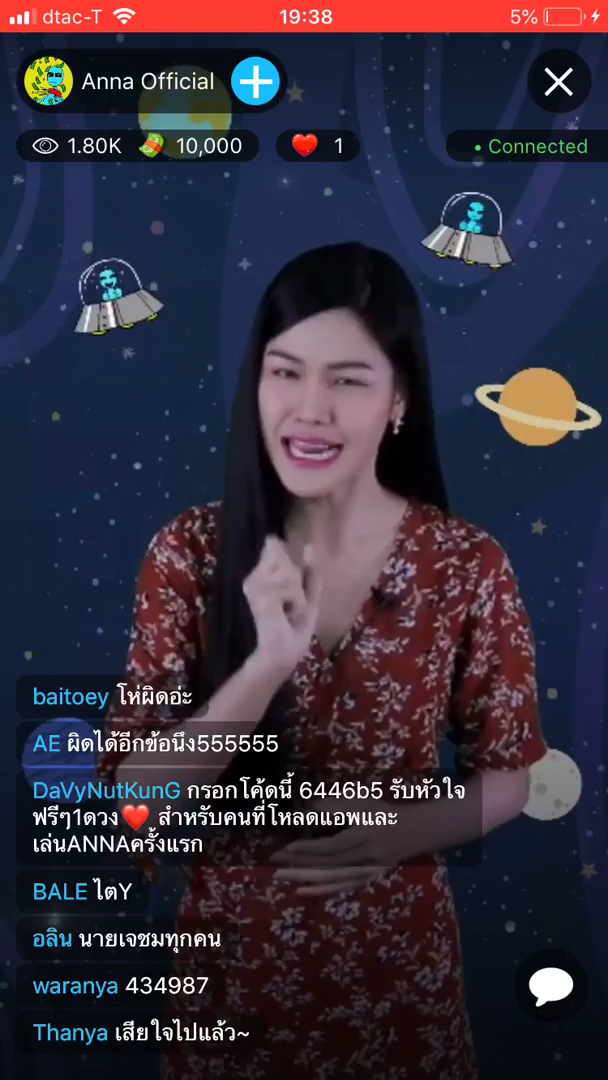 dtac-T 19:38 5%
Anna Official
1.80K 10,000 1 • Connected
baitoey โห่ผิดอ่ะ
AE ผิดได้อีกข้อนึง555555
DaVyNutKunG กรอกโค้ดนี้ 6446b5 รับหัวใจ
ฟรีๆ1ดวง❤️ สำหรับคนที่โหลดแอพและ
เล่นANNAครั้งแรก
BALE ไตY
อลิน นายเจชมทุกคน
waranya 434987
Thanya เสียใจไปแล้ว~